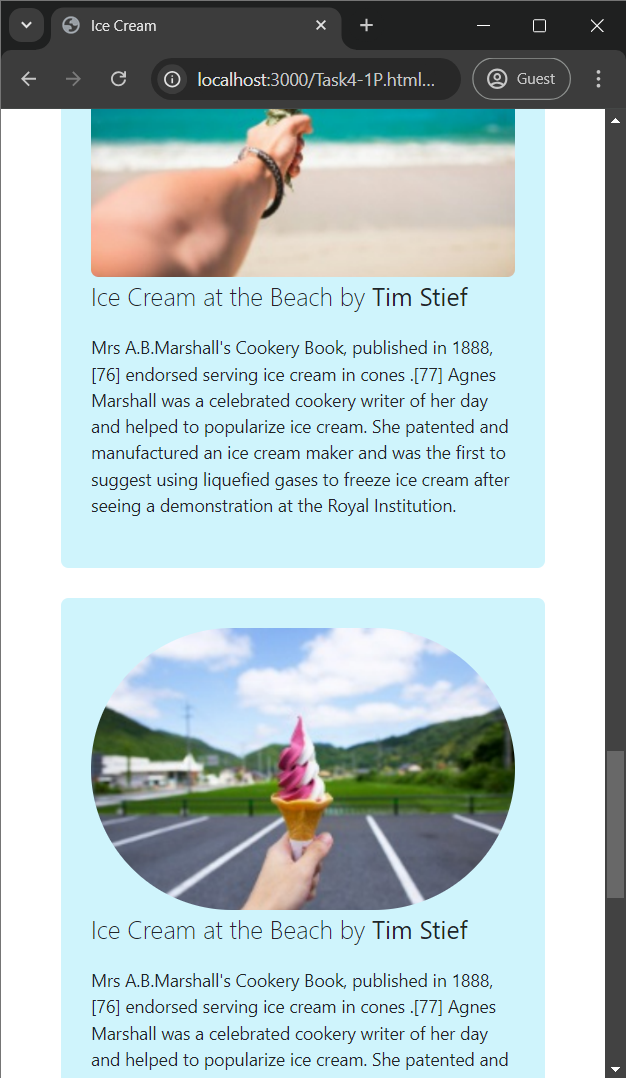 Ice Cream
localhost:3000/Task4-1P.html...
Guest
Ice Cream at the Beach by Tim Stief
Mrs A.B.Marshall's Cookery Book, published in 1888,
[76] endorsed serving ice cream in cones .[77] Agnes
Marshall was a celebrated cookery writer of her day
and helped to popularize ice cream. She patented and
manufactured an ice cream maker and was the first to
suggest using liquefied gases to freeze ice cream after
seeing a demonstration at the Royal Institution.
Ice Cream at the Beach by Tim Stief
Mrs A.B.Marshall's Cookery Book, published in 1888,
[76] endorsed serving ice cream in cones .[77] Agnes
Marshall was a celebrated cookery writer of her day
and helped to popularize ice cream. She patented and